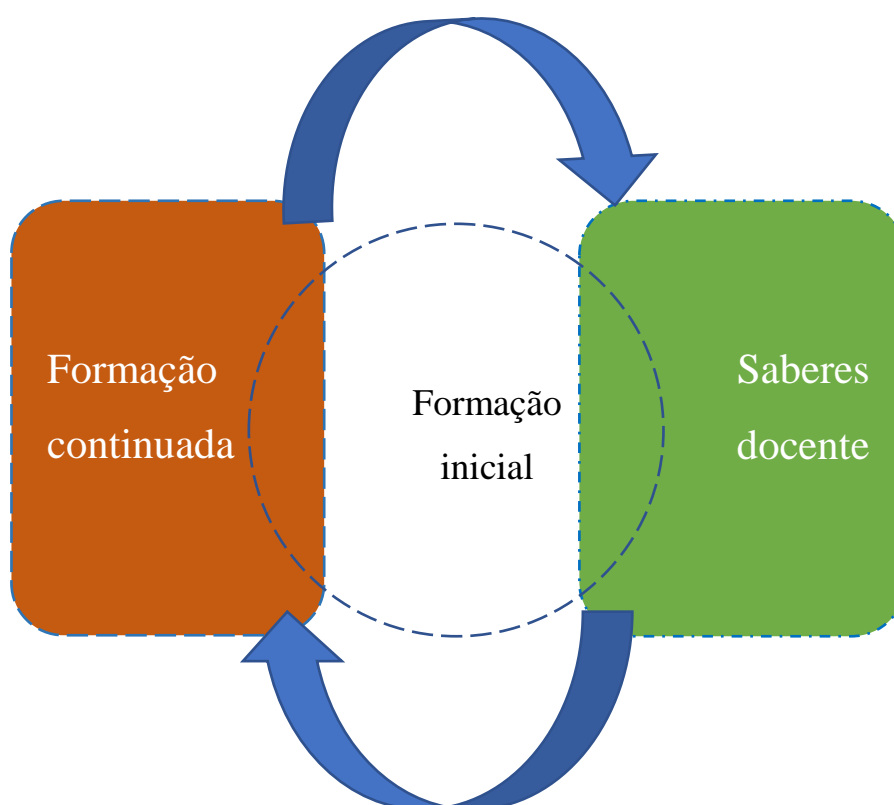 Formação
continuada
Formação
inicial
Saberes
docente